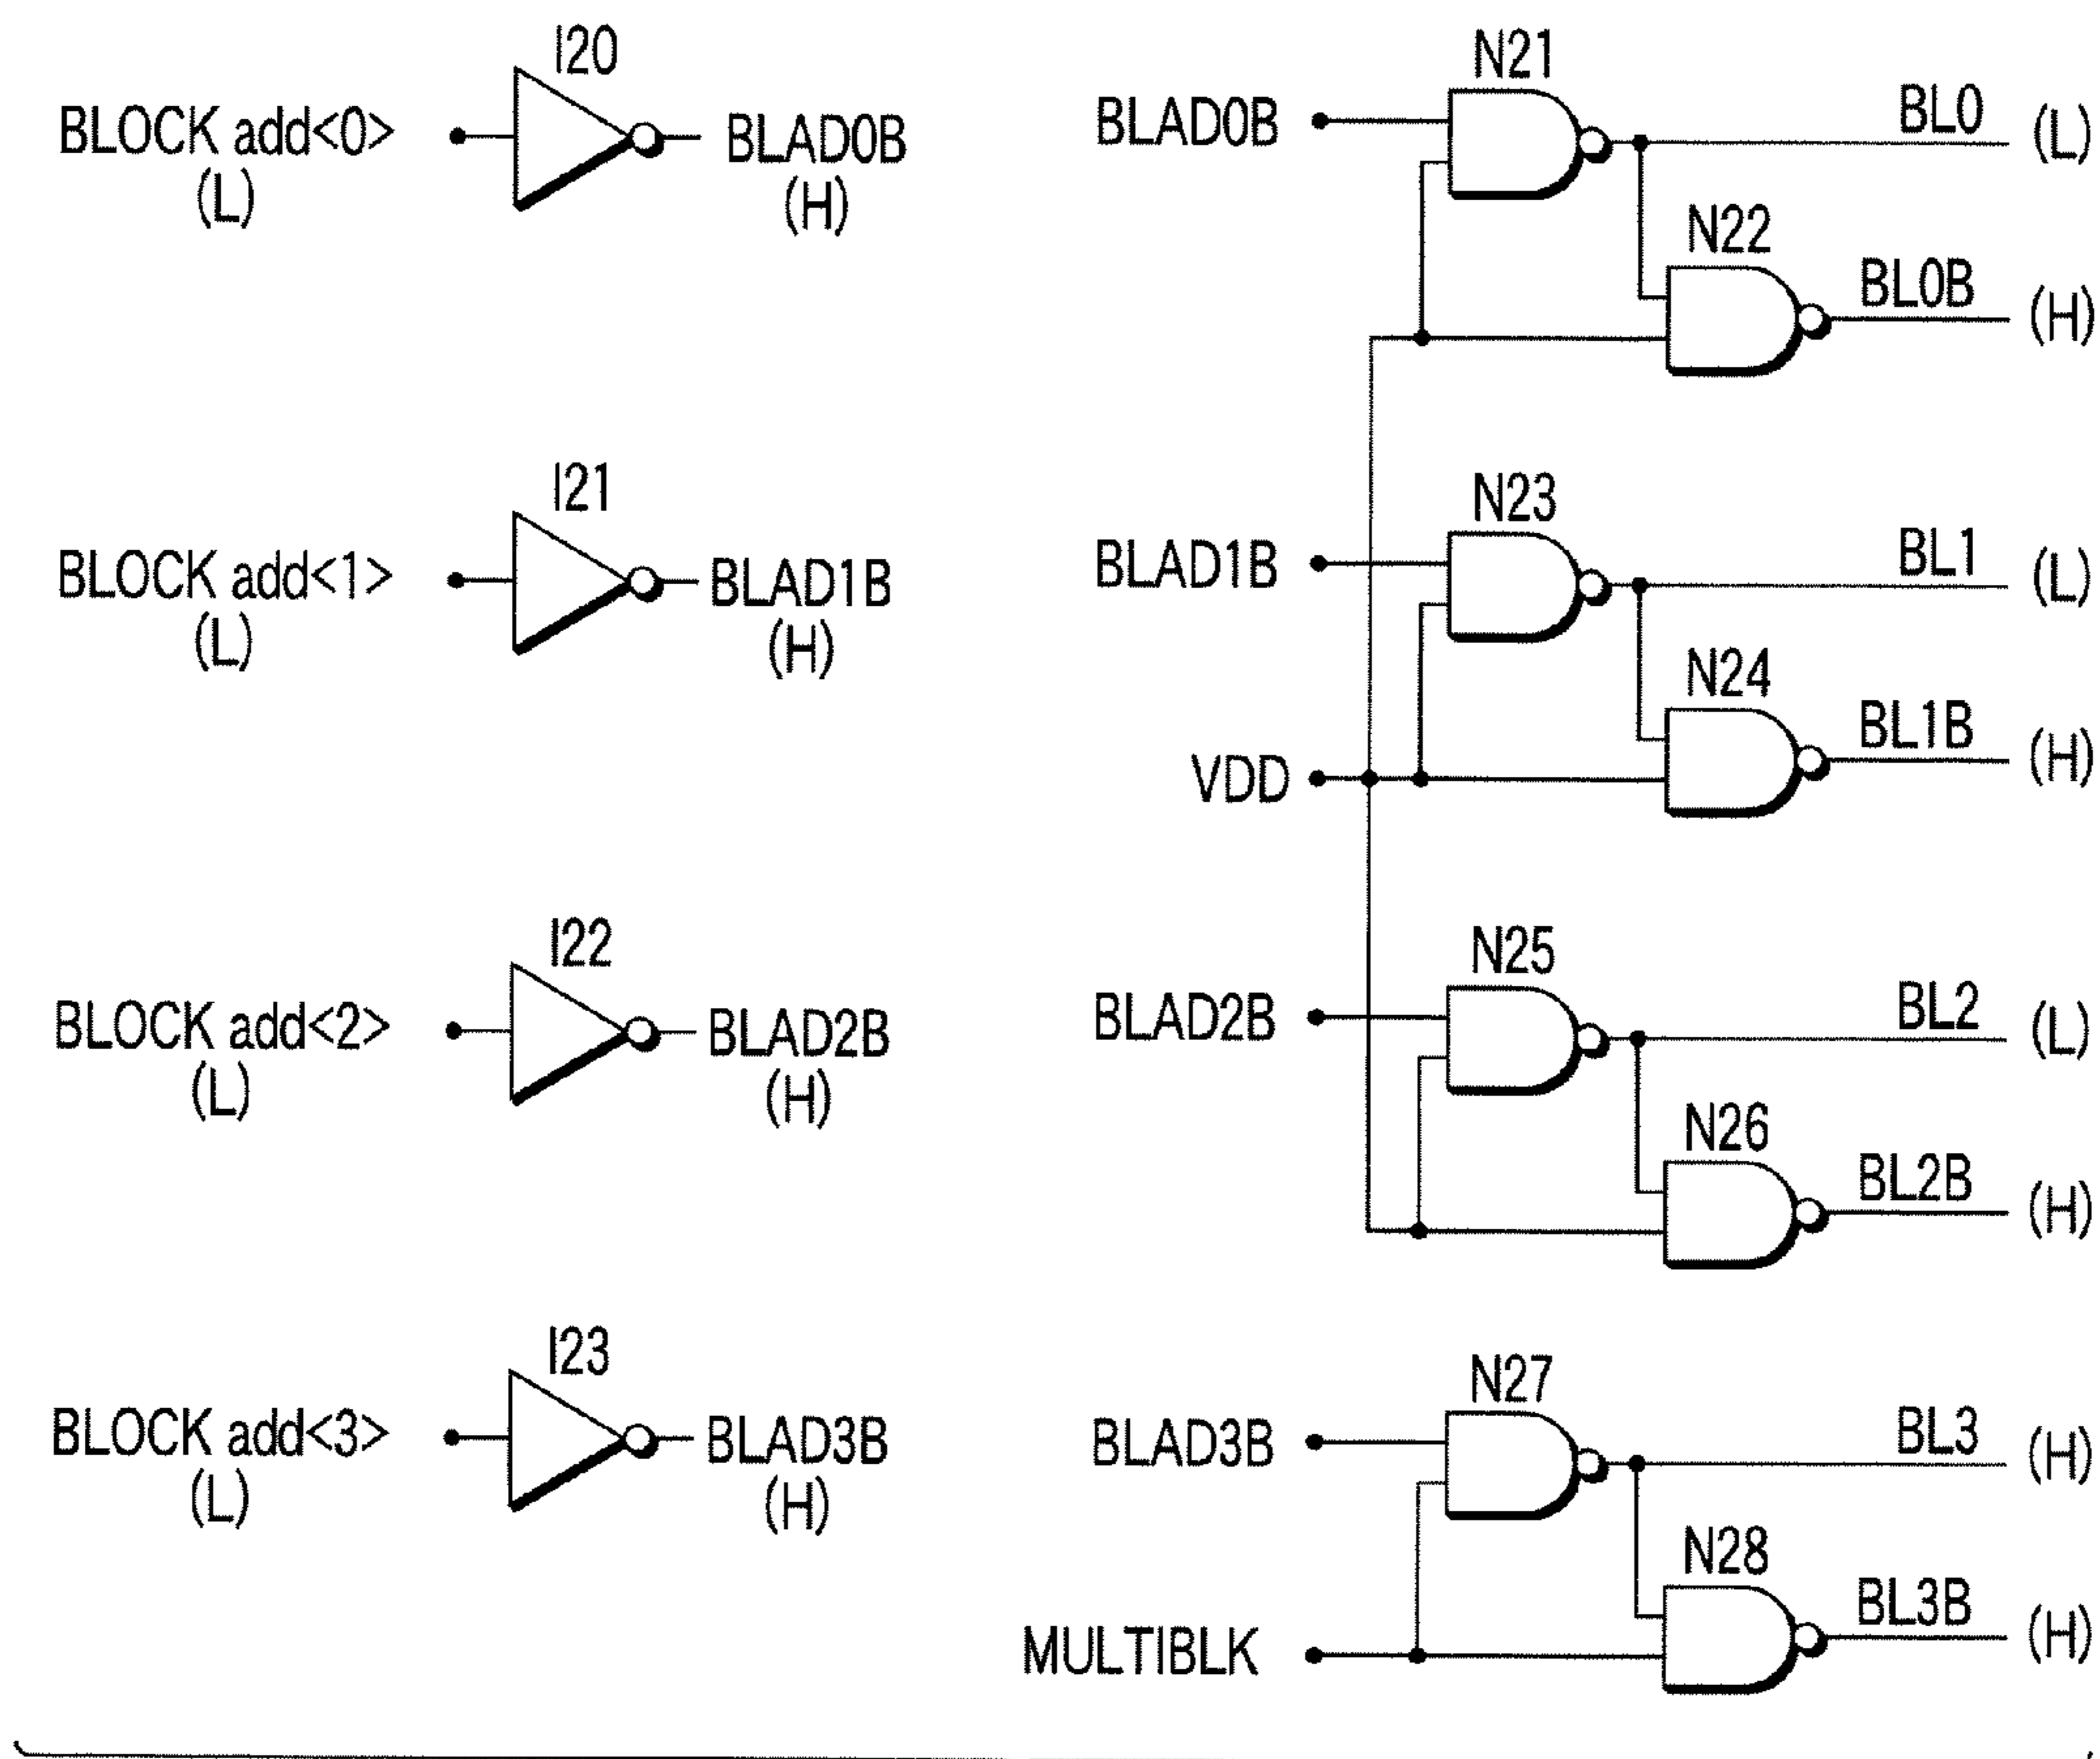 I20
BLOCK add<0>
(L)
BLAD0B
(H)
I21
BLOCK add<1>
(L)
BLAD1B
(H)
I22
BLOCK add<2>
(L)
BLAD2B
(H)
I23
BLOCK add<3>
(L)
BLAD3B
(H)
N21
BLAD0B
BL0 (L)
N22
BL0B (H)
N23
BLAD1B
BL1 (L)
N24
BL1B (H)
VDD
N25
BLAD2B
BL2 (L)
N26
BL2B (H)
N27
BLAD3B
BL3 (H)
N28
BL3B (H)
MULTIBLK